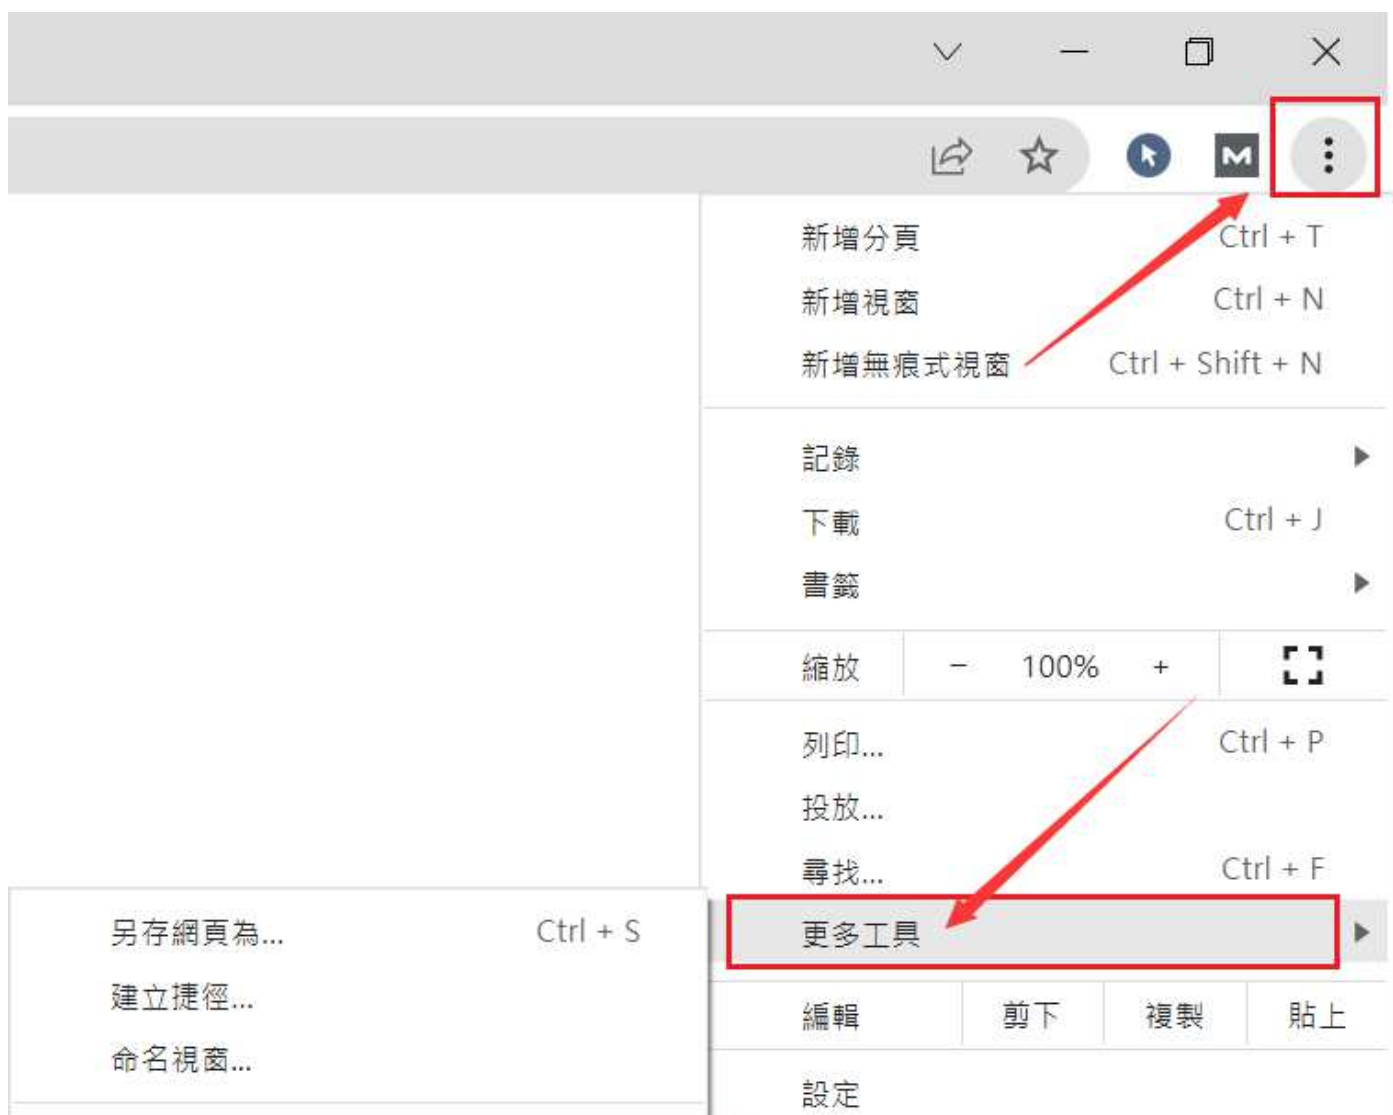 新增分頁 Ctrl + T
新增視窗 Ctrl + N
新增無痕式視窗 Ctrl + Shift + N
記錄
下載 Ctrl + J
書籤
縮放 − 100% +
列印... Ctrl + P
投放...
尋找... Ctrl + F
更多工具
另存網頁為... Ctrl + S
建立捷徑...
命名視窗...
編輯 剪下 複製 貼上
設定